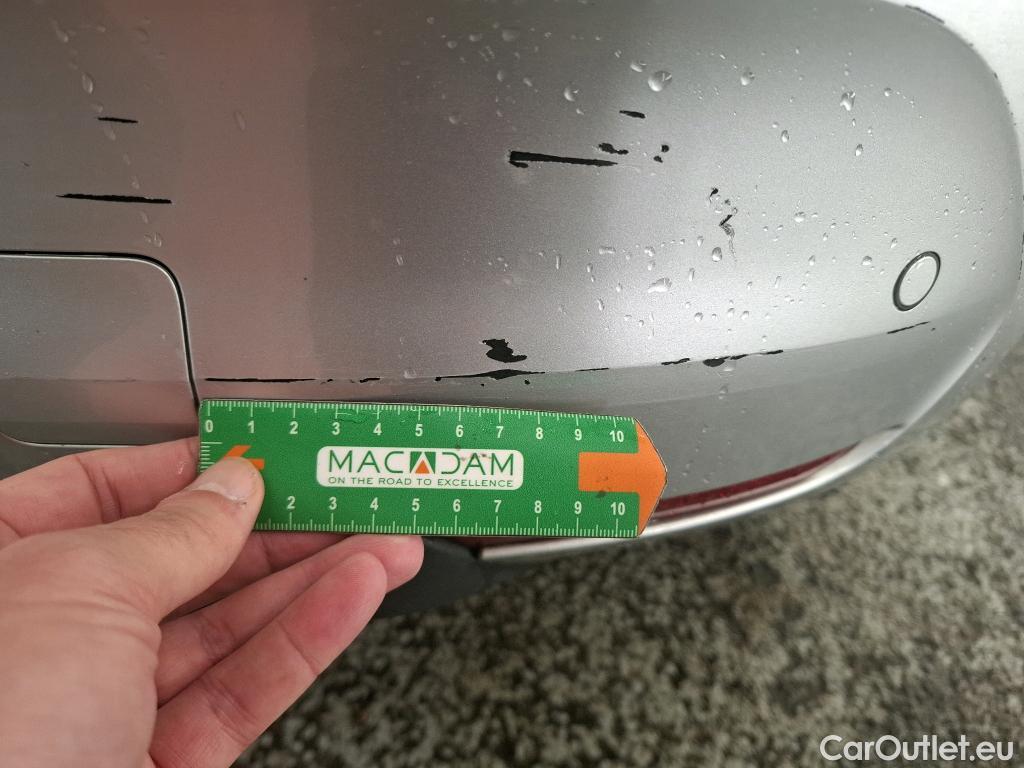 0 1 2 3 4 5 6 7 8 9 10
MACADAM
ON THE ROAD TO EXCELLENCE
2 3 4 5 6 7 8 9 10
CarOutlet.eu